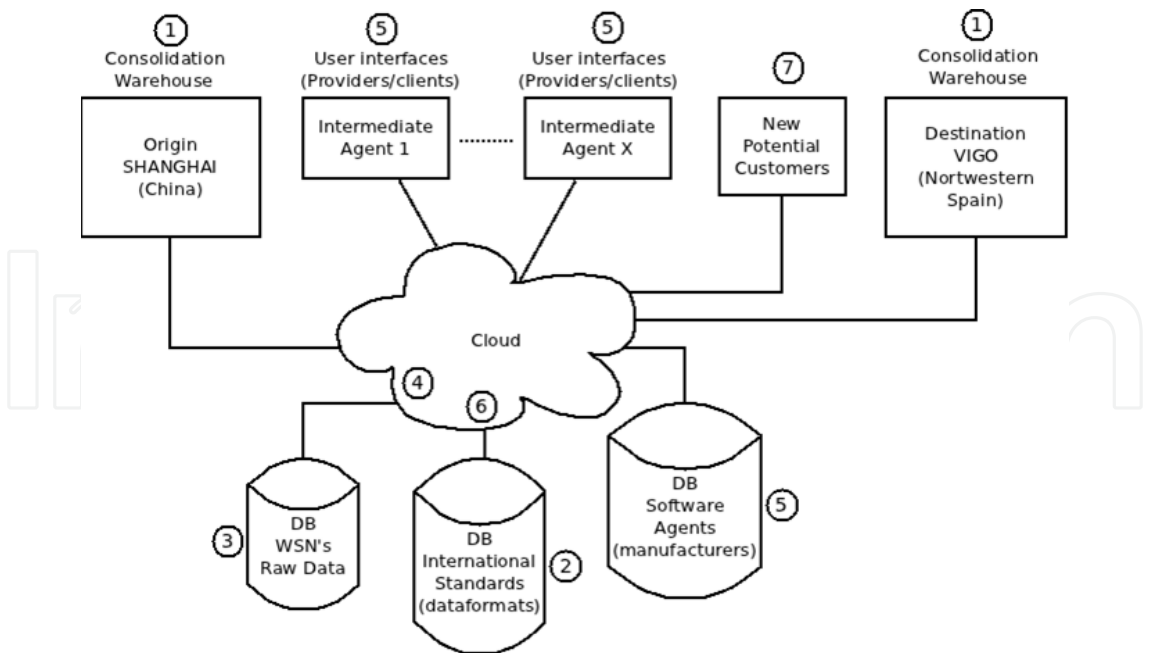 1
Consolidation
Warehouse
Origin
SHANGHAI
(China)
5
User interfaces
(Providers/clients)
Intermediate
Agent 1
5
User interfaces
(Providers/clients)
Intermediate
Agent X
7
New
Potential
Customers
1
Consolidation
Warehouse
Destination
VIGO
(Nortwestern
Spain)
Cloud
4
6
3
DB
WSN's
Raw Data
DB
International
Standards
(dataformats)
2
DB
Software
Agents
(manufacturers)
5